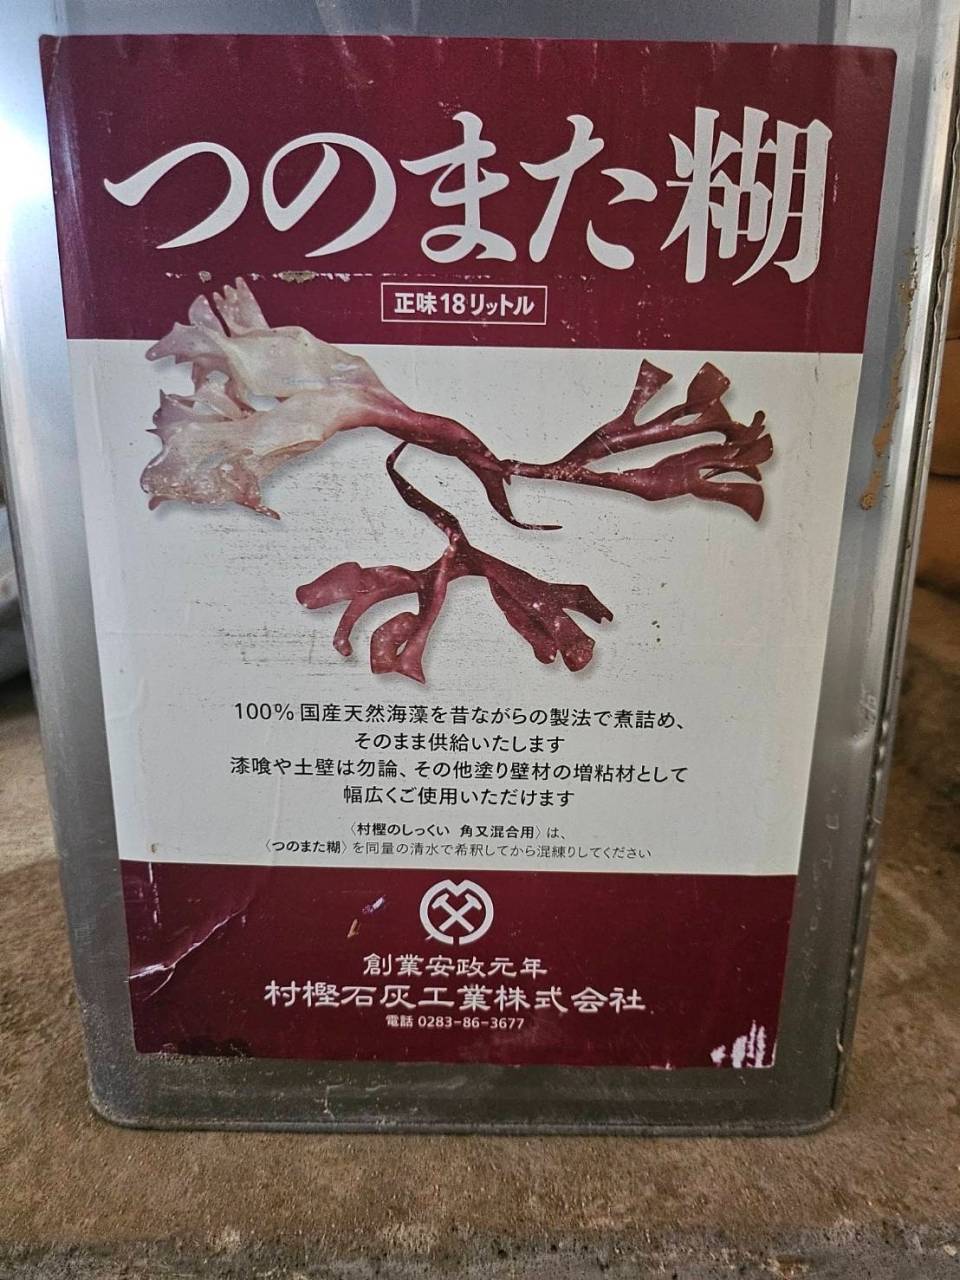 つのまた糊
正味18リットル
100％国産天然海藻を昔ながらの製法で煮詰め、
そのまま供給いたします
漆喰や土壁は勿論、その他塗り壁材の増粘材として
幅広くご使用いただけます
〈村樫のしっくい 角又混合用〉は、
〈つのまた糊〉を同量の清水で希釈してから混練りしてください
創業安政元年
村樫石灰工業株式会社
電話 0283-86-3677